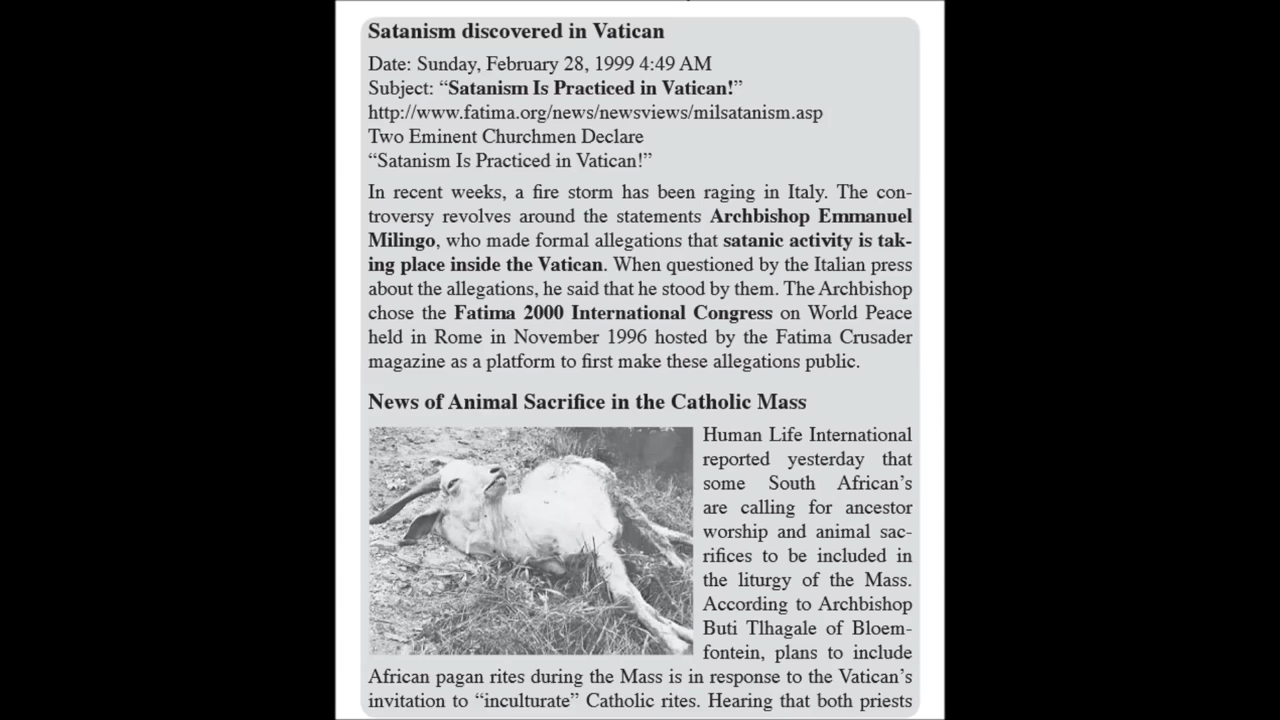 Satanism discovered in Vatican
Date: Sunday, February 28, 1999 4:49 AM
Subject: “Satanism Is Practiced in Vatican!”
http://www.fatima.org/news/newsviews/milsatanism.asp
Two Eminent Churchmen Declare
“Satanism Is Practiced in Vatican!”
In recent weeks, a fire storm has been raging in Italy. The con-
troversy revolves around the statements Archbishop Emmanuel
Milingo, who made formal allegations that satanic activity is tak-
ing place inside the Vatican. When questioned by the Italian press
about the allegations, he said that he stood by them. The Archbishop
chose the Fatima 2000 International Congress on World Peace
held in Rome in November 1996 hosted by the Fatima Crusader
magazine as a platform to first make these allegations public.
News of Animal Sacrifice in the Catholic Mass
Human Life International
reported yesterday that
some South African’s
are calling for ancestor
worship and animal sac-
rifices to be included in
the liturgy of the Mass.
According to Archbishop
Buti Tlhagale of Bloem-
fontein, plans to include
African pagan rites during the Mass is in response to the Vatican’s
invitation to “inculturate” Catholic rites. Hearing that both priests